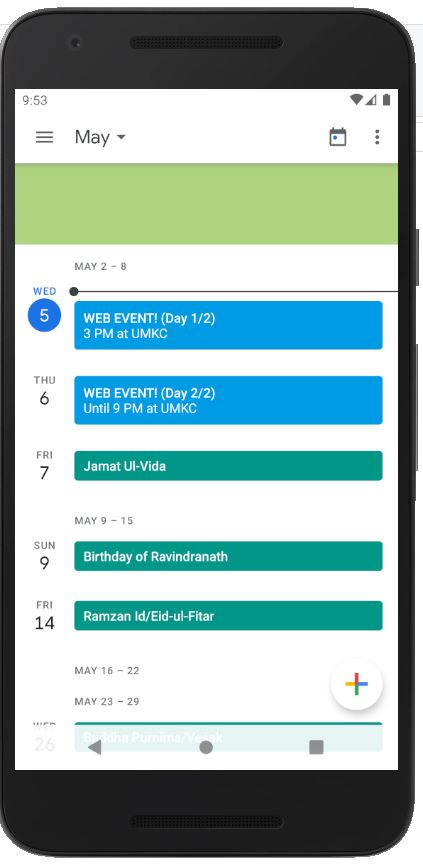 9:53
May
MAY 2 – 8
WED
5
WEB EVENT! (Day 1/2)
3 PM at UMKC
THU
6
WEB EVENT! (Day 2/2)
Until 9 PM at UMKC
FRI
7
Jamat Ul-Vida
MAY 9 – 15
SUN
9
Birthday of Ravindranath
FRI
14
Ramzan Id/Eid-ul-Fitar
MAY 16 – 22
MAY 23 – 29
WED
26
Buddha Purnima/Vesak